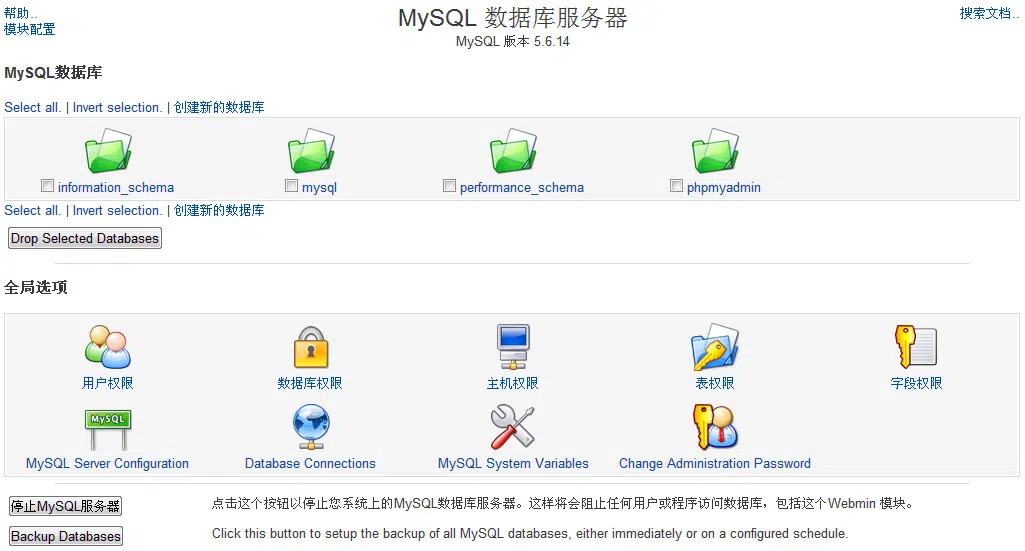 帮助..
模块配置
MySQL 数据库服务器
MySQL 版本 5.6.14
搜索文档..
MySQL数据库
Select all. | Invert selection. | 创建新的数据库
information_schema mysql performance_schema phpmyadmin
Select all. | Invert selection. | 创建新的数据库
Drop Selected Databases
全局选项
用户权限 数据库权限 主机权限 表权限 字段权限
MySQL
MySQL Server Configuration Database Connections MySQL System Variables Change Administration Password
停止MySQL服务器 点击这个按钮以停止您系统上的MySQL数据库服务器。这样将会阻止任何用户或程序访问数据库，包括这个Webmin 模块。
Backup Databases Click this button to setup the backup of all MySQL databases, either immediately or on a configured schedule.